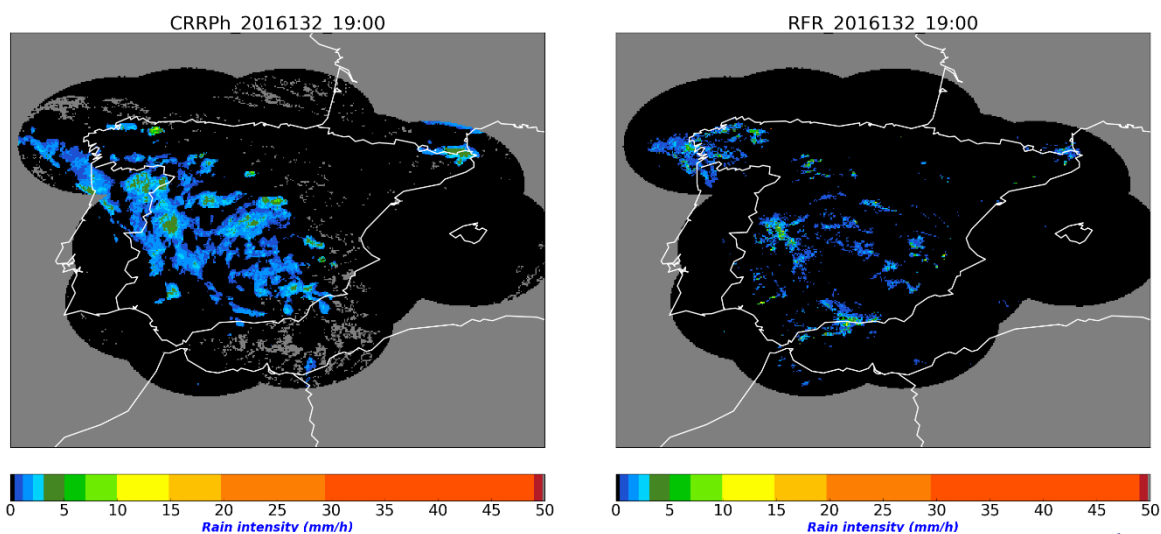 CRRPh_2016132_19:00
RFR_2016132_19:00
0 5 10 15 20 25 30 35 40 45 50
Rain intensity (mm/h)
0 5 10 15 20 25 30 35 40 45 50
Rain intensity (mm/h)